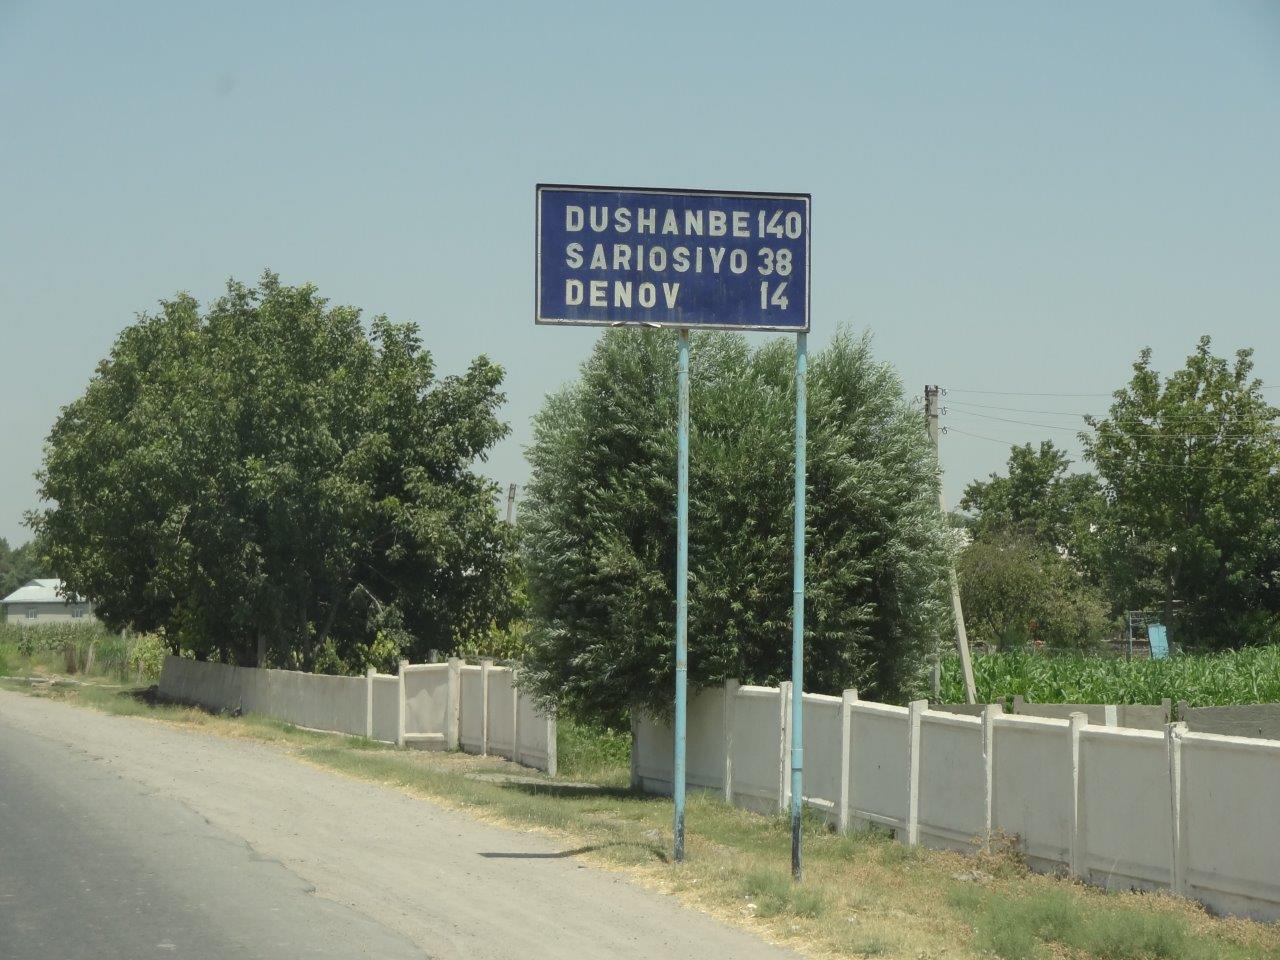 DUSHANBE 140
SARIOSIYO 38
DENOV 14